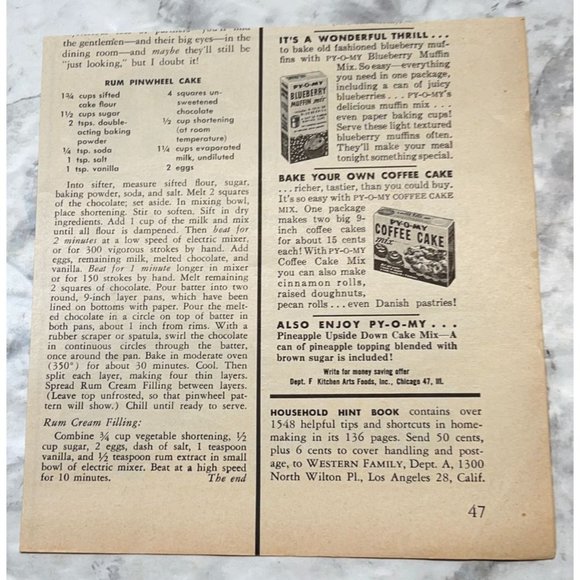 the gentlemen—and their big eyes—in the
dining room—and maybe they'll still be
"just looking," but I doubt it!
RUM PINWHEEL CAKE
1¾ cups sifted
cake flour
1½ cups sugar
2 tsps. double-
acting baking
powder
¼ tsp. soda
1 tsp. salt
1 tsp. vanilla
4 squares un-
sweetened
chocolate
½ cup shortening
(at room
temperature)
1¼ cups evaporated
milk, undiluted
2 eggs
Into sifter, measure sifted flour, sugar,
baking powder, soda, and salt. Melt 2 squares
of the chocolate; set aside. In mixing bowl,
place shortening. Stir to soften. Sift in dry
ingredients. Add 1 cup of the milk and mix
until all flour is dampened. Then beat for
2 minutes at a low speed of electric mixer,
or for 300 vigorous strokes by hand. Add
eggs, remaining milk, melted chocolate, and
vanilla. Beat for 1 minute longer in mixer
or for 150 strokes by hand. Melt remaining
2 squares of chocolate. Pour batter into two
round, 9-inch layer pans, which have been
lined on bottoms with paper. Pour the melt-
ed chocolate in a circle on top of batter in
both pans, about 1 inch from rims. With a
rubber scraper or spatula, swirl the chocolate
in continuous circles through the batter,
once around the pan. Bake in moderate oven
(350°) for about 30 minutes. Cool. Then
split each layer, making four thin layers.
Spread Rum Cream Filling between layers.
(Leave top unfrosted, so that pinwheel pat-
tern will show.) Chill until ready to serve.
Rum Cream Filling:
Combine ¾ cup vegetable shortening, ½
cup sugar, 2 eggs, dash of salt, 1 teaspoon
vanilla, and ½ teaspoon rum extract in small
bowl of electric mixer. Beat at a high speed
for 10 minutes. The end
IT'S A WONDERFUL THRILL...
to bake old fashioned blueberry muf-
fins with PY-O-MY Blueberry Muffin
Mix. So easy—everything
you need in one package,
including a can of juicy
blueberries... PY-O-MY's
delicious muffin mix...
even paper baking cups!
Serve these light textured
blueberry muffins often.
They'll make your meal
tonight something special.
PY-O-MY
BLUEBERRY
MUFFIN mix
BAKE YOUR OWN COFFEE CAKE
...richer, tastier, than you could buy.
It's so easy with PY-O-MY COFFEE CAKE
MIX. One package
makes two big 9-
inch coffee cakes
for about 15 cents
each! With PY-O-MY
Coffee Cake Mix
you can also make
cinnamon rolls,
raised doughnuts,
pecan rolls...even Danish pastries!
PY-O-MY
COFFEE CAKE
mix
ALSO ENJOY PY-O-MY...
Pineapple Upside Down Cake Mix—A
can of pineapple topping blended with
brown sugar is included!
Write for money saving offer
Dept. F Kitchen Arts Foods, Inc., Chicago 47, Ill.
HOUSEHOLD HINT BOOK contains over
1548 helpful tips and shortcuts in home-
making in its 136 pages. Send 50 cents,
plus 6 cents to cover handling and post-
age, to WESTERN FAMILY, Dept. A, 1300
North Wilton Pl., Los Angeles 28, Calif.
47